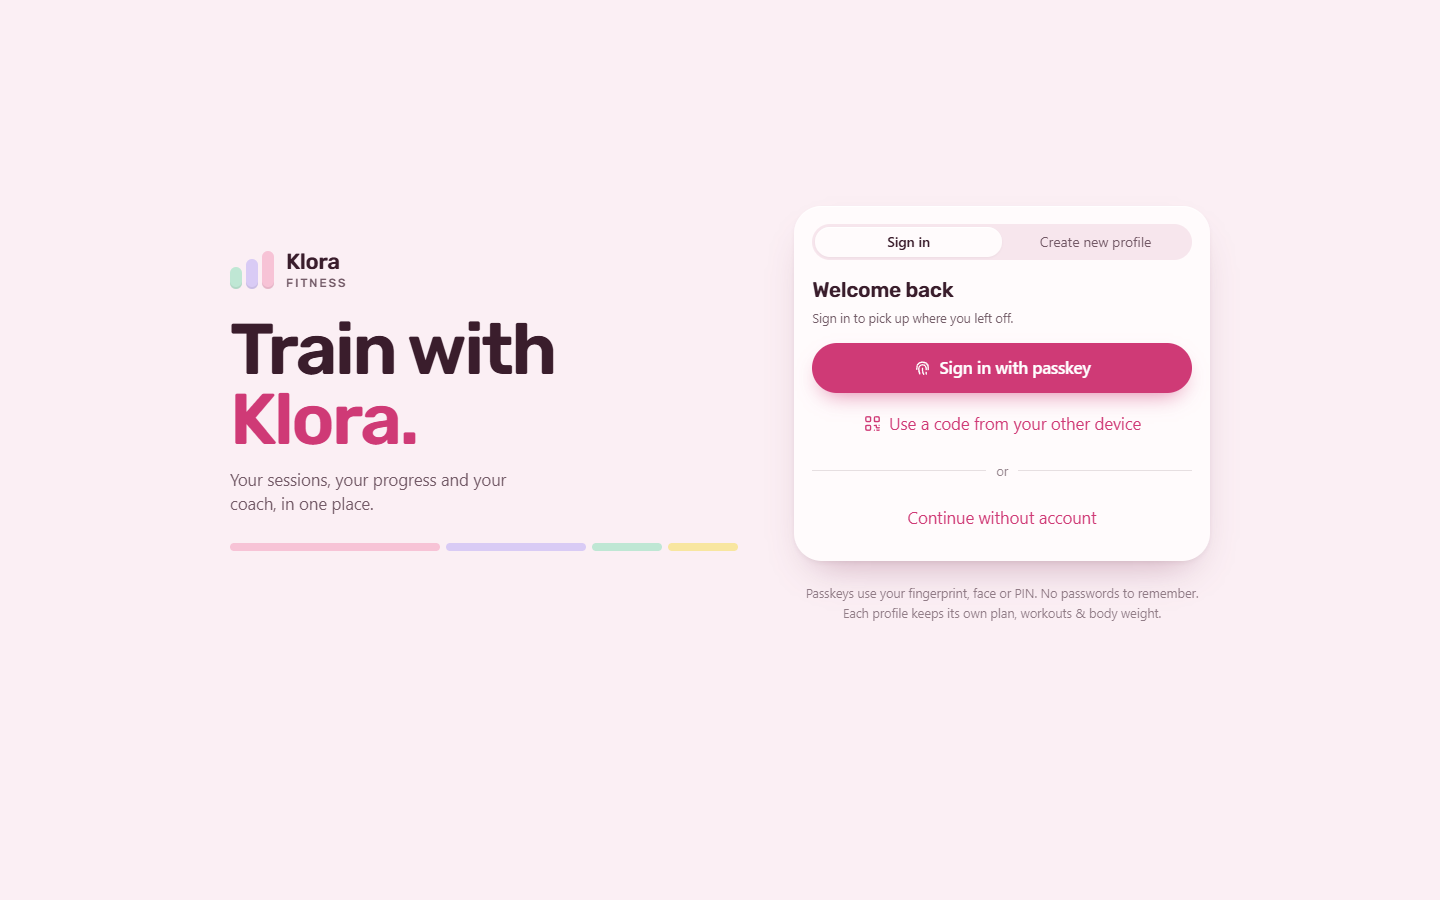 Klora
FITNESS
Train with
Klora.
Your sessions, your progress and your
coach, in one place.
Sign in
Create new profile
Welcome back
Sign in to pick up where you left off.
Sign in with passkey
Use a code from your other device
or
Continue without account
Passkeys use your fingerprint, face or PIN. No passwords to remember.
Each profile keeps its own plan, workouts & body weight.